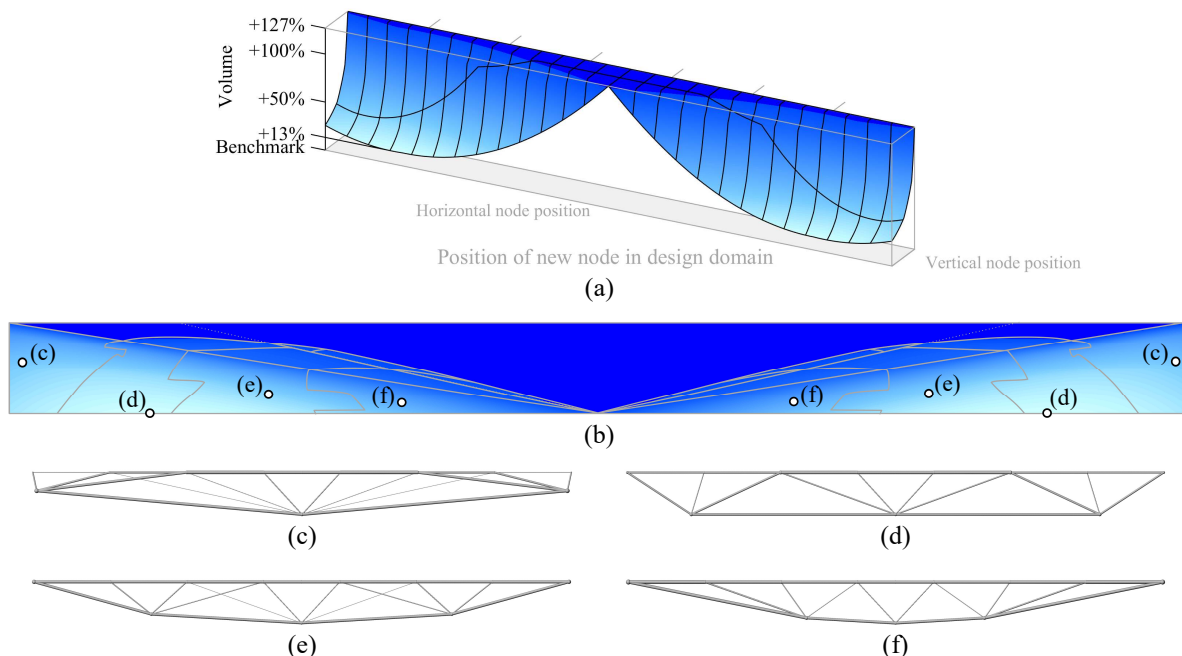 +127%
+100%
Volume
+50%
+13%
Benchmark
Horizontal node position
Position of new node in design domain
Vertical node position
(a)
(c) (c)
(e) (e)
(d) (f) (f) (d)
(b)
(c) (d)
(e) (f)